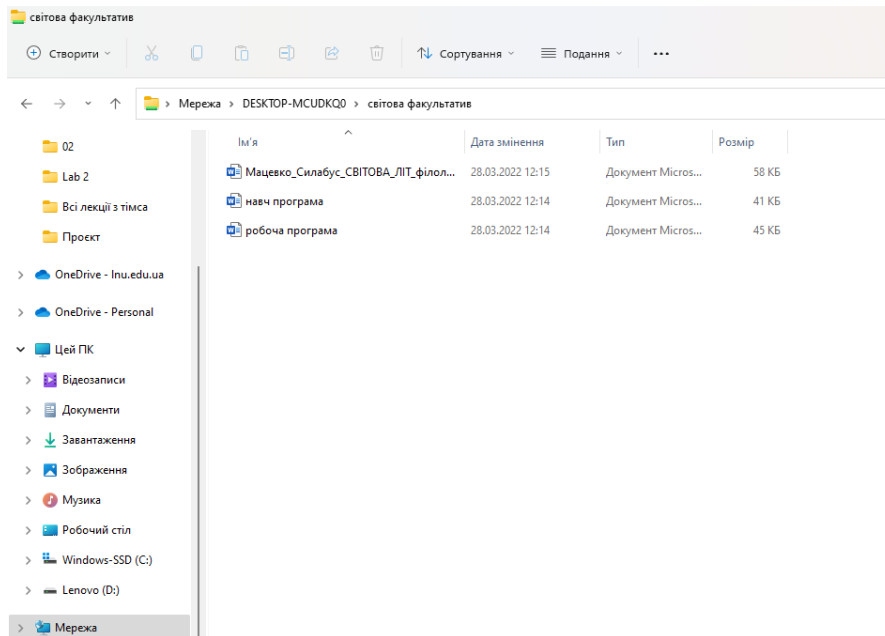 світова факультатив
Створити
Сортування
Подання
Мережа > DESKTOP-MCUDKQ0 > світова факультатив
Ім'я
Дата змінення
Тип
Розмір
Мацевко_Силабус_СВІТОВА_ЛІТ_філол... 28.03.2022 12:15 Документ Micros... 58 КБ
навч програма 28.03.2022 12:14 Документ Micros... 41 КБ
робоча програма 28.03.2022 12:14 Документ Micros... 45 КБ
02
Lab 2
Всі лекції з тімса
Проєкт
OneDrive - lnu.edu.ua
OneDrive - Personal
Цей ПК
Відеозаписи
Документи
Завантаження
Зображення
Музика
Робочий стіл
Windows-SSD (C:)
Lenovo (D:)
Мережа